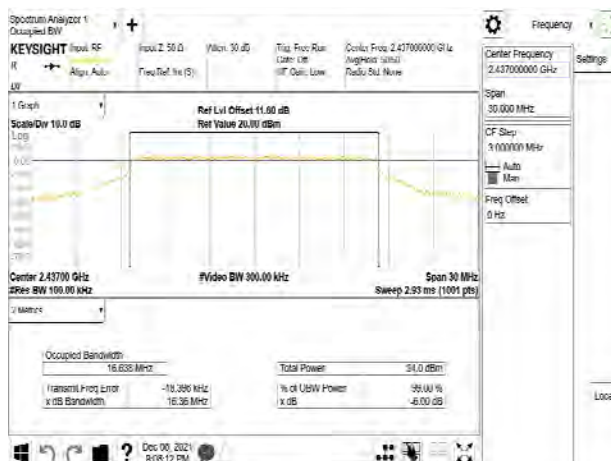 Spectrum Analyzer 1
Occupied BW
+
Frequency
KEYSIGHT Input: RF
R
Align: Auto
Input Z: 50 Ω
Freq Ref: Int (S)
Atten: 30 dB
Trig: Free Run
Gate: Off
#IF Gain: Low
Center Freq: 2.437000000 GHz
Avg|Hold: 50/50
Radio Std: None
Center Frequency
2.437000000 GHz
Settings
Span
30.000 MHz
CF Step
3.000000 MHz
Auto
Man
Freq Offset
0 Hz
1 Graph
Scale/Div 10.0 dB
Ref Lvl Offset 11.60 dB
Ref Value 20.00 dBm
Log
0.00
Center 2.43700 GHz
#Res BW 100.00 kHz
#Video BW 300.00 kHz
Span 30 MHz
Sweep 2.93 ms (1001 pts)
2 Metrics
Occupied Bandwidth
Total Power
24.0 dBm
Transmit Freq Error
-18.396 kHz
% of OBW Power
99.00 %
x dB Bandwidth
16.36 MHz
x dB
-6.00 dB
Loca
?
Dec 06, 2021